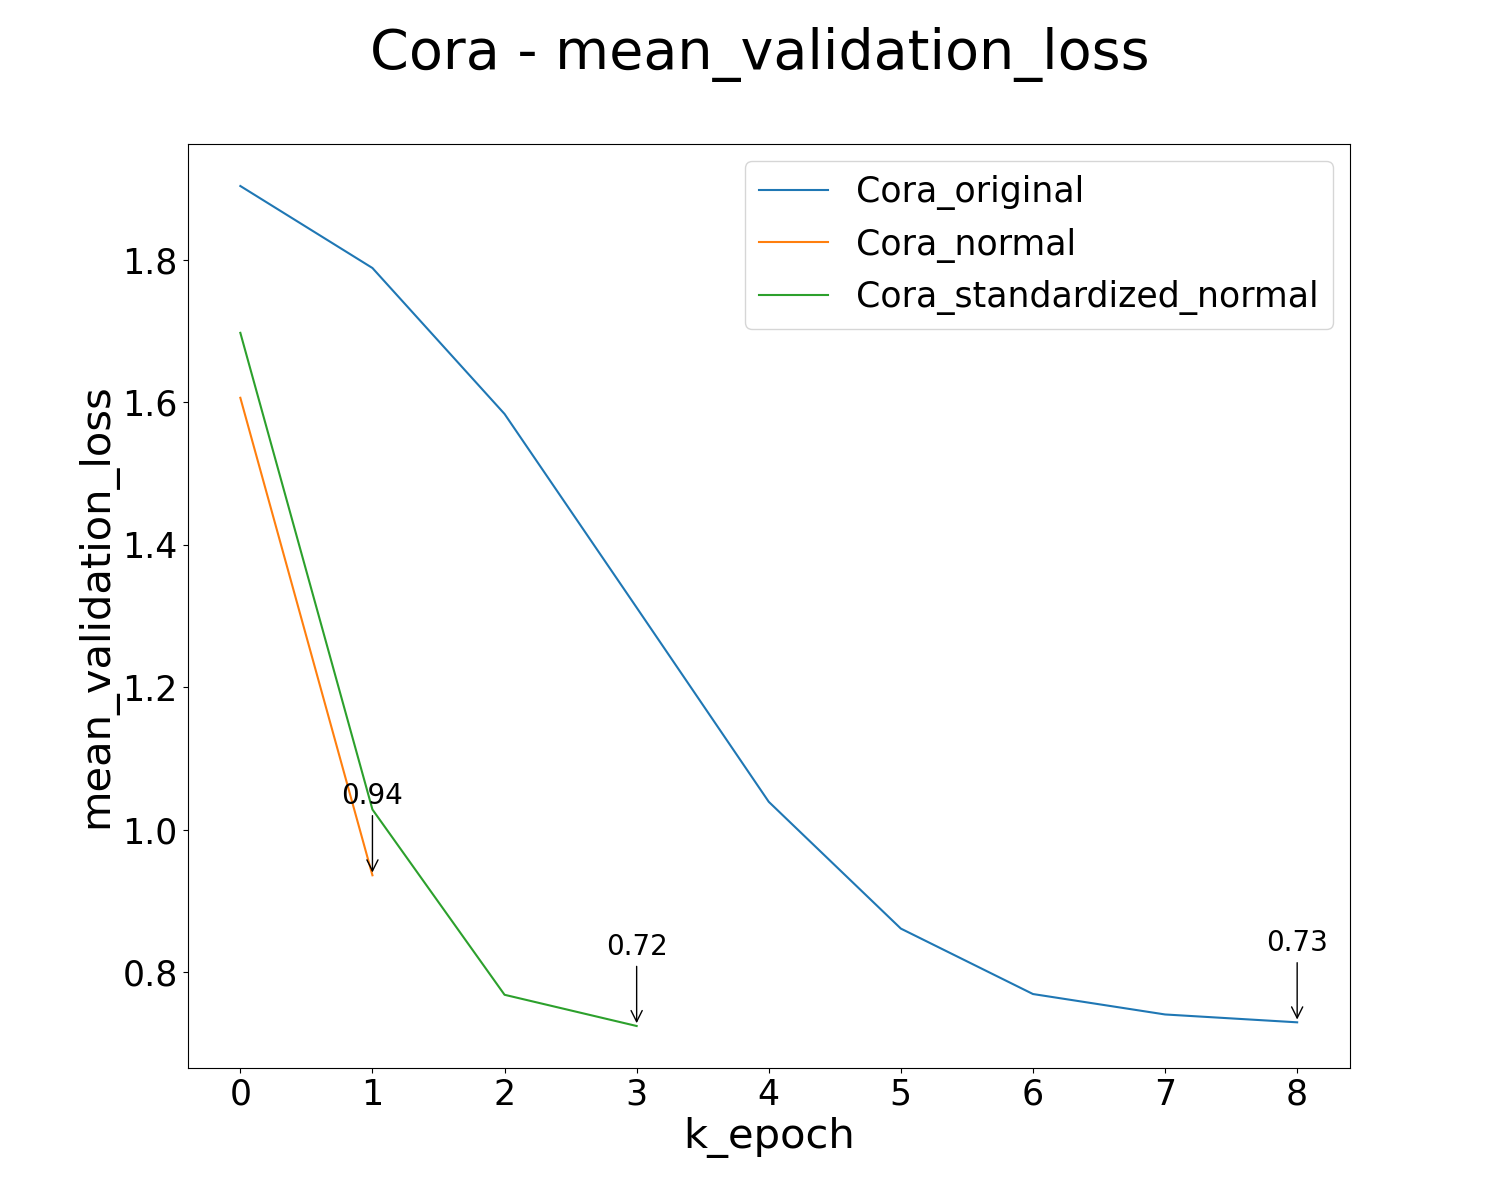 Cora - mean_validation_loss
Cora_original
Cora_normal
Cora_standardized_normal
mean_validation_loss
1.8
1.6
1.4
1.2
1.0
0.8
0.94
0.72
0.73
0 1 2 3 4 5 6 7 8
k_epoch